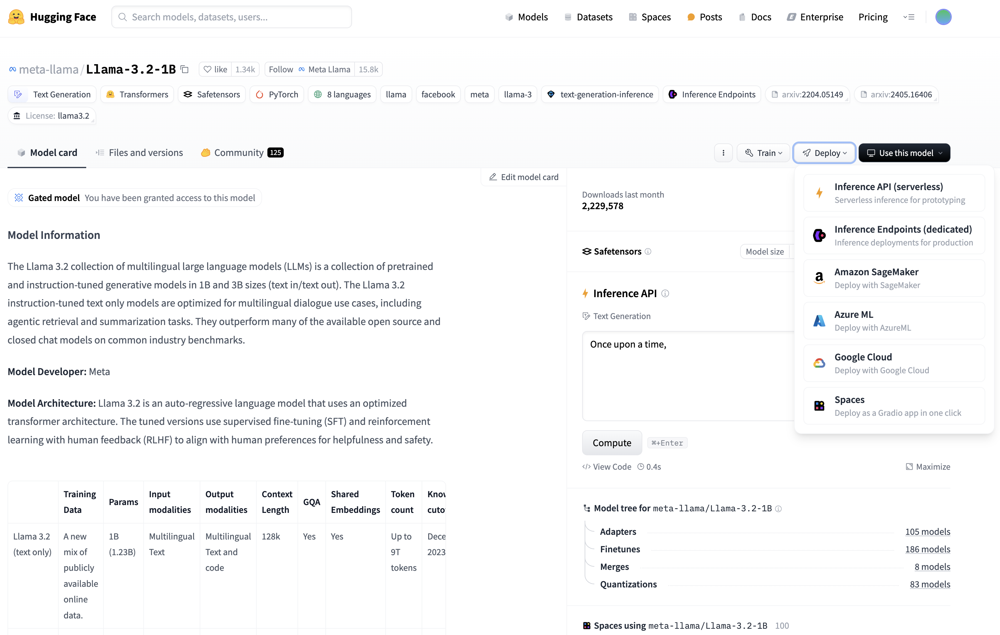 Hugging Face
Search models, datasets, users...
Models
Datasets
Spaces
Posts
Docs
Enterprise
Pricing
meta-llama/Llama-3.2-1B
like 1.34k
Follow Meta Llama 15.8k
Text Generation
Transformers
Safetensors
PyTorch
8 languages
llama
facebook
meta
llama-3
text-generation-inference
Inference Endpoints
arxiv:2204.05149
arxiv:2405.16406
License: llama3.2
Model card
Files and versions
Community 125
Train
Deploy
Use this model
Edit model card
Gated model You have been granted access to this model
Model Information
The Llama 3.2 collection of multilingual large language models (LLMs) is a collection of pretrained
and instruction-tuned generative models in 1B and 3B sizes (text in/text out). The Llama 3.2
instruction-tuned text only models are optimized for multilingual dialogue use cases, including
agentic retrieval and summarization tasks. They outperform many of the available open source and
closed chat models on common industry benchmarks.
Model Developer: Meta
Model Architecture: Llama 3.2 is an auto-regressive language model that uses an optimized
transformer architecture. The tuned versions use supervised fine-tuning (SFT) and reinforcement
learning with human feedback (RLHF) to align with human preferences for helpfulness and safety.
Training
Data
Params
Input
modalities
Output
modalities
Context
Length
GQA
Shared
Embeddings
Token
count
Know
cuto
Llama 3.2
(text only)
A new
mix of
publicly
available
online
data.
1B
(1.23B)
Multilingual
Text
Multilingual
Text and
code
128k
Yes
Yes
Up to
9T
tokens
Dece
2023
Downloads last month
2,229,578
Safetensors
Model size
Inference API
Text Generation
Once upon a time,
Compute
⌘+Enter
View Code
0.4s
Maximize
Model tree for meta-llama/Llama-3.2-1B
Adapters 105 models
Finetunes 186 models
Merges 8 models
Quantizations 83 models
Spaces using meta-llama/Llama-3.2-1B 100
Inference API (serverless)
Serverless inference for prototyping
Inference Endpoints (dedicated)
Inference deployments for production
Amazon SageMaker
Deploy with SageMaker
Azure ML
Deploy with AzureML
Google Cloud
Deploy with Google Cloud
Spaces
Deploy as a Gradio app in one click